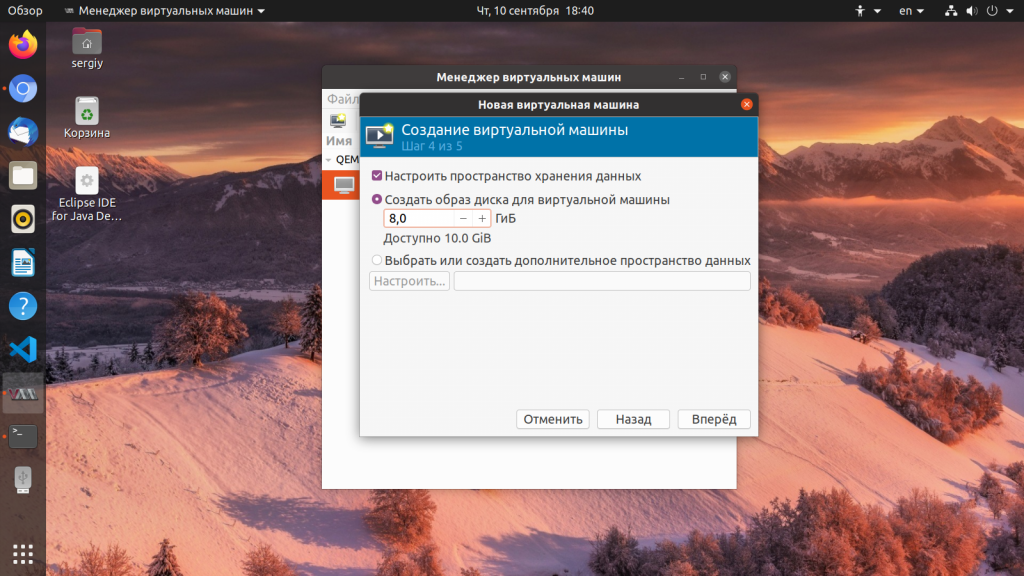 Обзор
Менеджер виртуальных машин
Чт, 10 сентября 18:40
en
sergiy
Корзина
Eclipse IDE
for Java De...
Менеджер виртуальных машин
Файл
Имя
QEM
Новая виртуальная машина
Создание виртуальной машины
Шаг 4 из 5
Настроить пространство хранения данных
Создать образ диска для виртуальной машины
8,0 − + ГиБ
Доступно 10.0 GiB
Выбрать или создать дополнительное пространство данных
Настроить...
Отменить
Назад
Вперёд